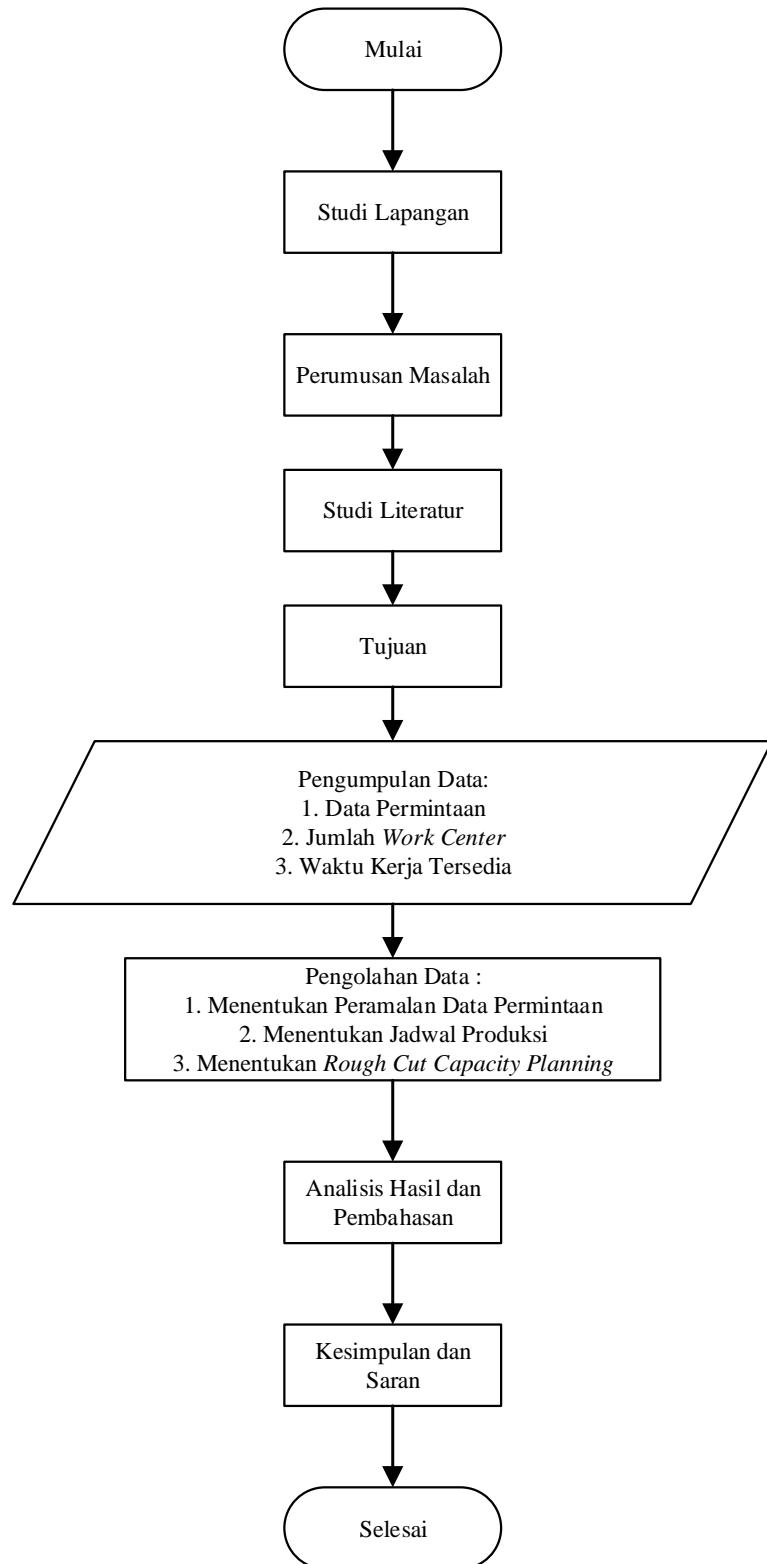 Mulai
Studi Lapangan
Perumusan Masalah
Studi Literatur
Tujuan
Pengumpulan Data:
1. Data Permintaan
2. Jumlah Work Center
3. Waktu Kerja Tersedia
Pengolahan Data :
1. Menentukan Peramalan Data Permintaan
2. Menentukan Jadwal Produksi
3. Menentukan Rough Cut Capacity Planning
Analisis Hasil dan
Pembahasan
Kesimpulan dan
Saran
Selesai